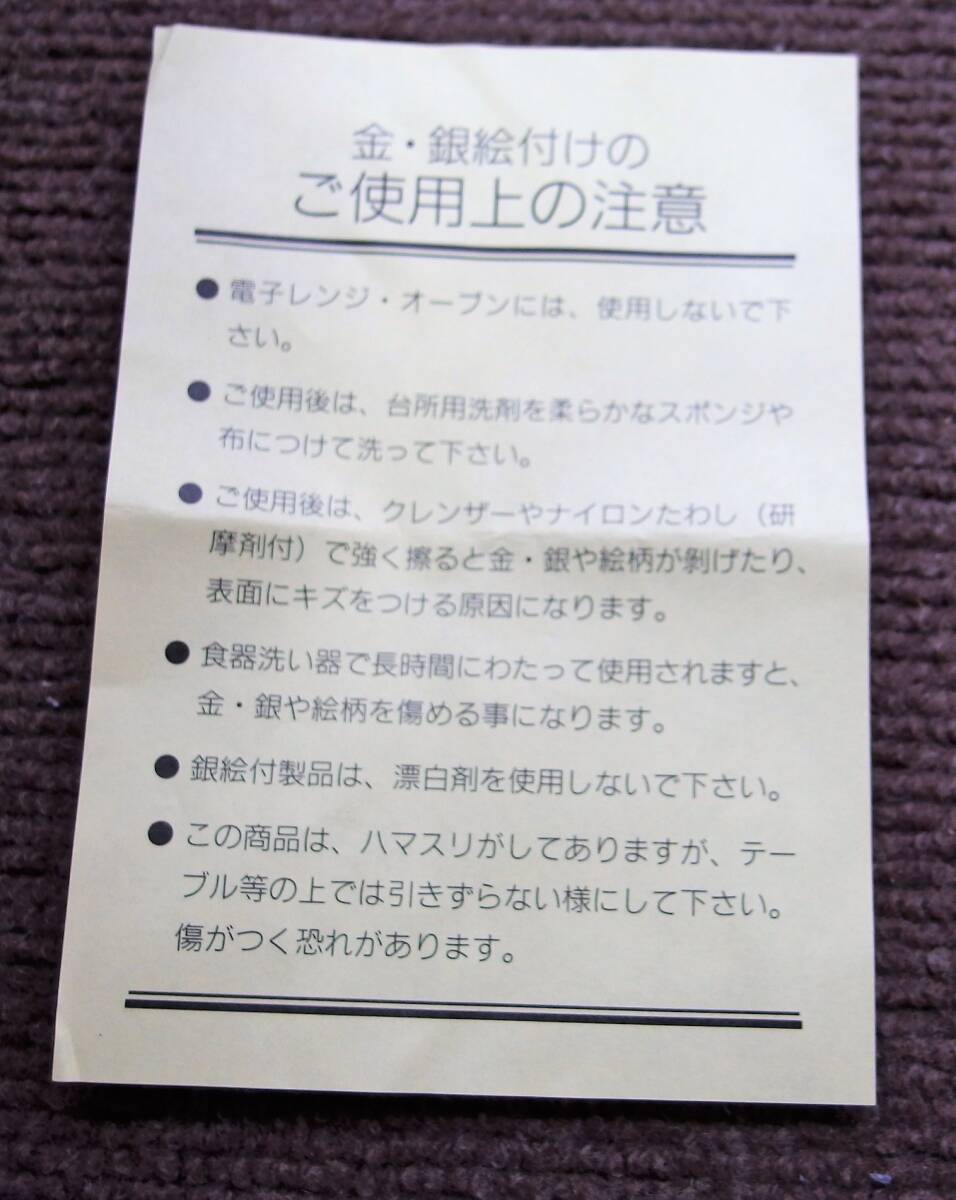 金・銀絵付けの
ご使用上の注意
● 電子レンジ・オーブンには、使用しないで下
さい。
● ご使用後は、台所用洗剤を柔らかなスポンジや
布につけて洗って下さい。
● ご使用後は、クレンザーやナイロンたわし（研
摩剤付）で強く擦ると金・銀や絵柄が剝げたり、
表面にキズをつける原因になります。
● 食器洗い器で長時間にわたって使用されますと、
金・銀や絵柄を傷める事になります。
● 銀絵付製品は、漂白剤を使用しないで下さい。
● この商品は、ハマスリがしてありますが、テー
ブル等の上では引きずらない様にして下さい。
傷がつく恐れがあります。